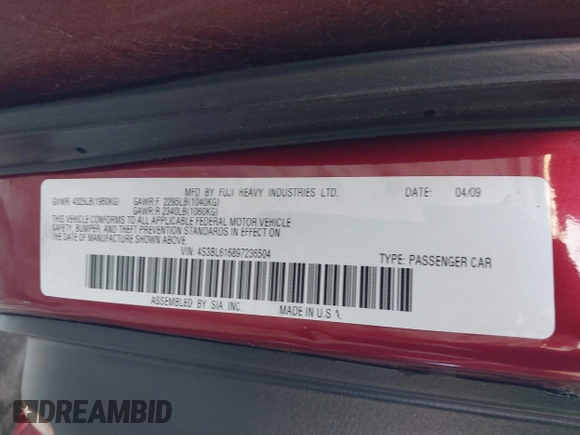 MFD BY FUJI HEAVY INDUSTRIES LTD. DATE: 04/09
GVWR: 4325LB(1960KG) GAWR:F 2295LB(1040KG)
GAWR:R 2340LB(1060KG)
THIS VEHICLE CONFORMS TO ALL APPLICABLE FEDERAL MOTOR VEHICLE
SAFETY, BUMPER, AND THEFT PREVENTION STANDARDS IN EFFECT ON
THE DATE OF MANUFACTURE SHOWN ABOVE.
VIN: 4S3BL616897236504 TYPE: PASSENGER CAR
ASSEMBLED BY SIA INC. MADE IN U.S.A.
DREAMBID